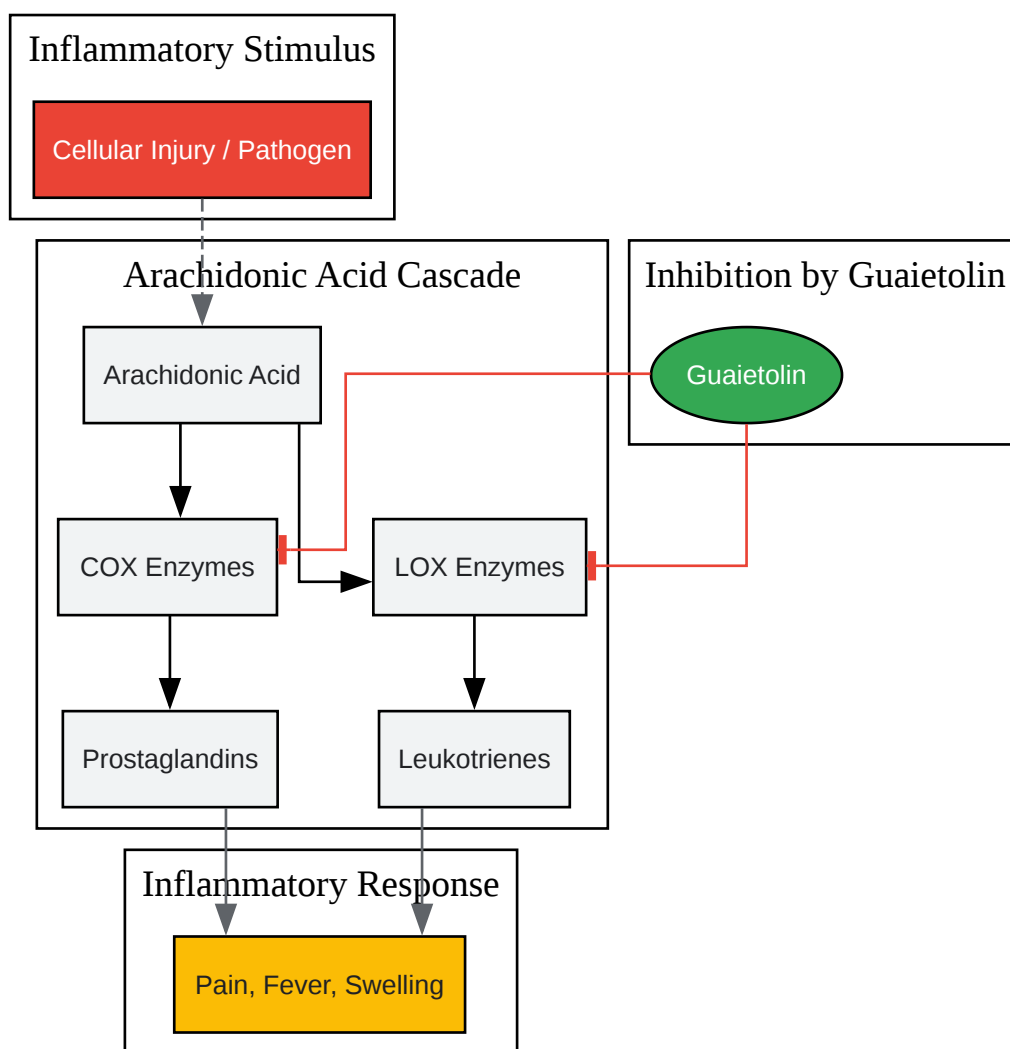 Inflammatory Stimulus
Cellular Injury / Pathogen
Arachidonic Acid Cascade
Inhibition by Guaietolin
Arachidonic Acid
Guaietolin
COX Enzymes
LOX Enzymes
Prostaglandins
Leukotrienes
Inflammatory Response
Pain, Fever, Swelling